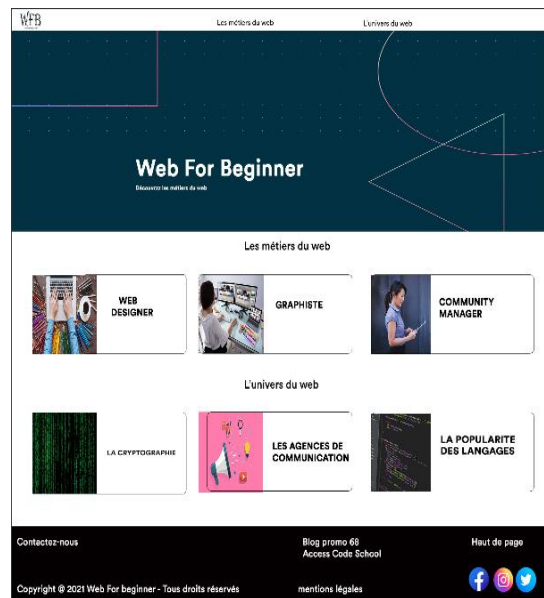 WFB
Les métiers du web
L'univers du web
Web For Beginner
Découvrez les métiers du web
Les métiers du web
WEB
DESIGNER
GRAPHISTE
COMMUNITY
MANAGER
L'univers du web
LA CRYPTOGRAPHIE
LES AGENCES DE
COMMUNICATION
LA POPULARITE
DES LANGAGES
Contactez-nous
Blog promo 68
Access Code School
Haut de page
Copyright @ 2021 Web For beginner - Tous droits réservés
mentions légales